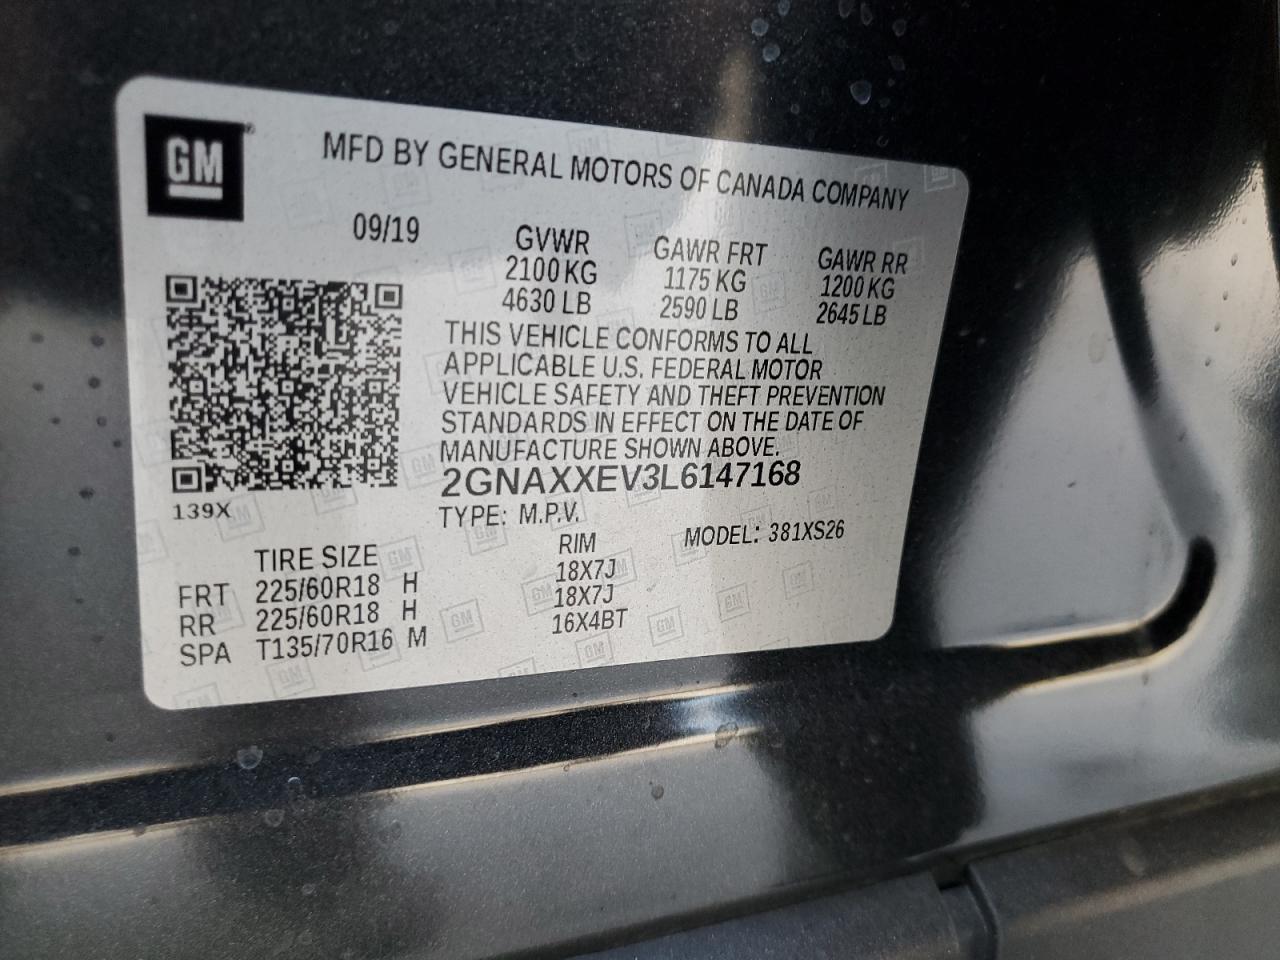 GM
MFD BY GENERAL MOTORS OF CANADA COMPANY
09/19
GVWR GAWR FRT GAWR RR
2100 KG 1175 KG 1200 KG
4630 LB 2590 LB 2645 LB
THIS VEHICLE CONFORMS TO ALL
APPLICABLE U.S. FEDERAL MOTOR
VEHICLE SAFETY AND THEFT PREVENTION
STANDARDS IN EFFECT ON THE DATE OF
MANUFACTURE SHOWN ABOVE.
2GNAXXEV3L6147168
139X
TYPE: M.P.V. MODEL: 381XS26
TIRE SIZE RIM
FRT 225/60R18 H 18X7J
RR 225/60R18 H 18X7J
SPA T135/70R16 M 16X4BT